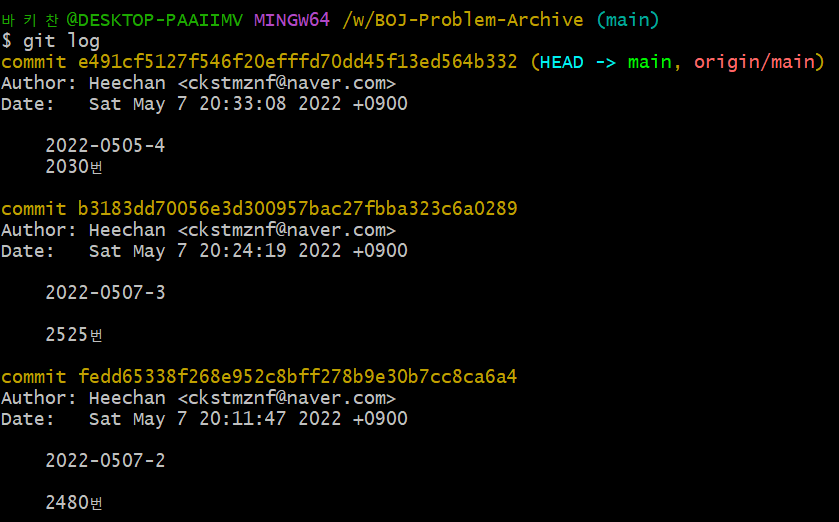 바키찬@DESKTOP-PAAIIMV MINGW64 /w/BOJ-Problem-Archive (main)
$ git log
commit e491cf5127f546f20efffd70dd45f13ed564b332 (HEAD -> main, origin/main)
Author: Heechan <ckstmznf@naver.com>
Date:   Sat May 7 20:33:08 2022 +0900
2022-0505-4
2030번
commit b3183dd70056e3d300957bac27fbba323c6a0289
Author: Heechan <ckstmznf@naver.com>
Date:   Sat May 7 20:24:19 2022 +0900
2022-0507-3
2525번
commit fedd65338f268e952c8bff278b9e30b7cc8ca6a4
Author: Heechan <ckstmznf@naver.com>
Date:   Sat May 7 20:11:47 2022 +0900
2022-0507-2
2480번